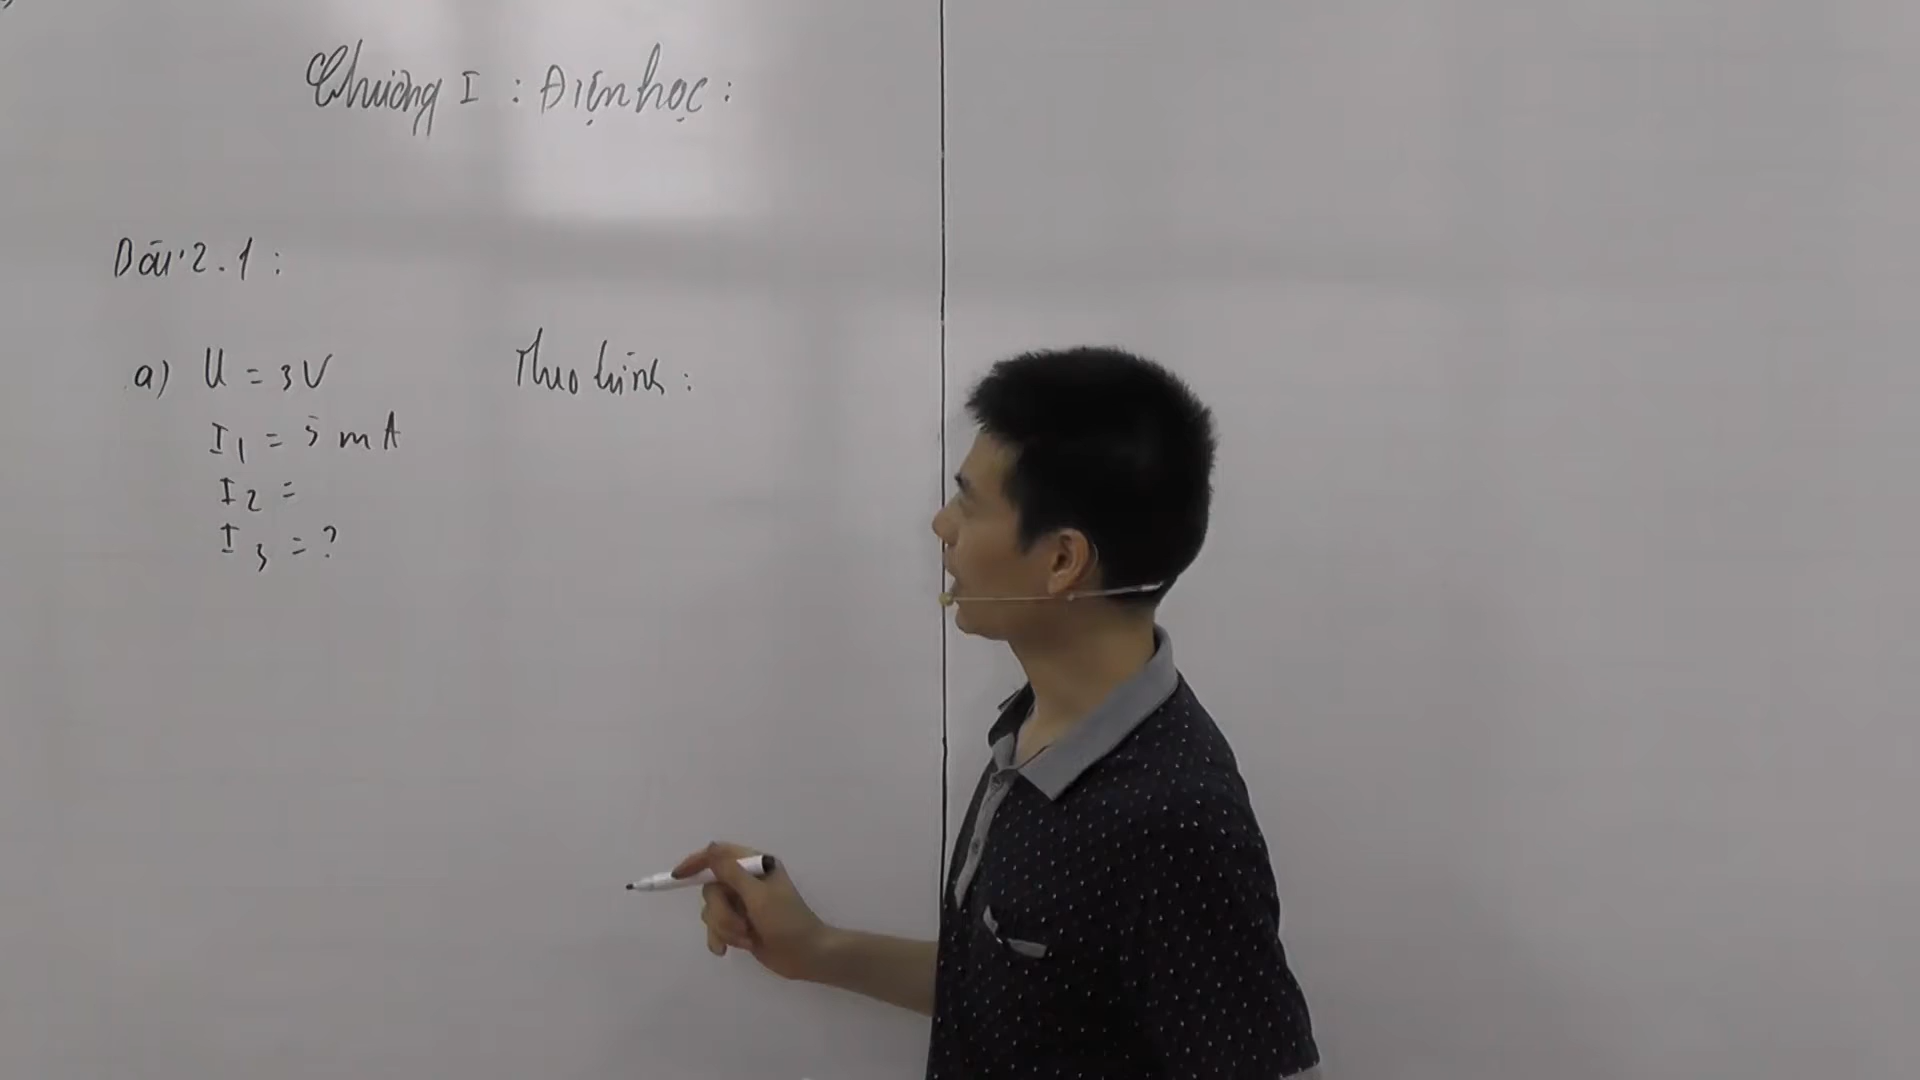 Chương I : Điện học :
Bài 2.1 :
a) U = 3V
Theo hình :
I1 = 5 mA
I2 =
I3 = ?